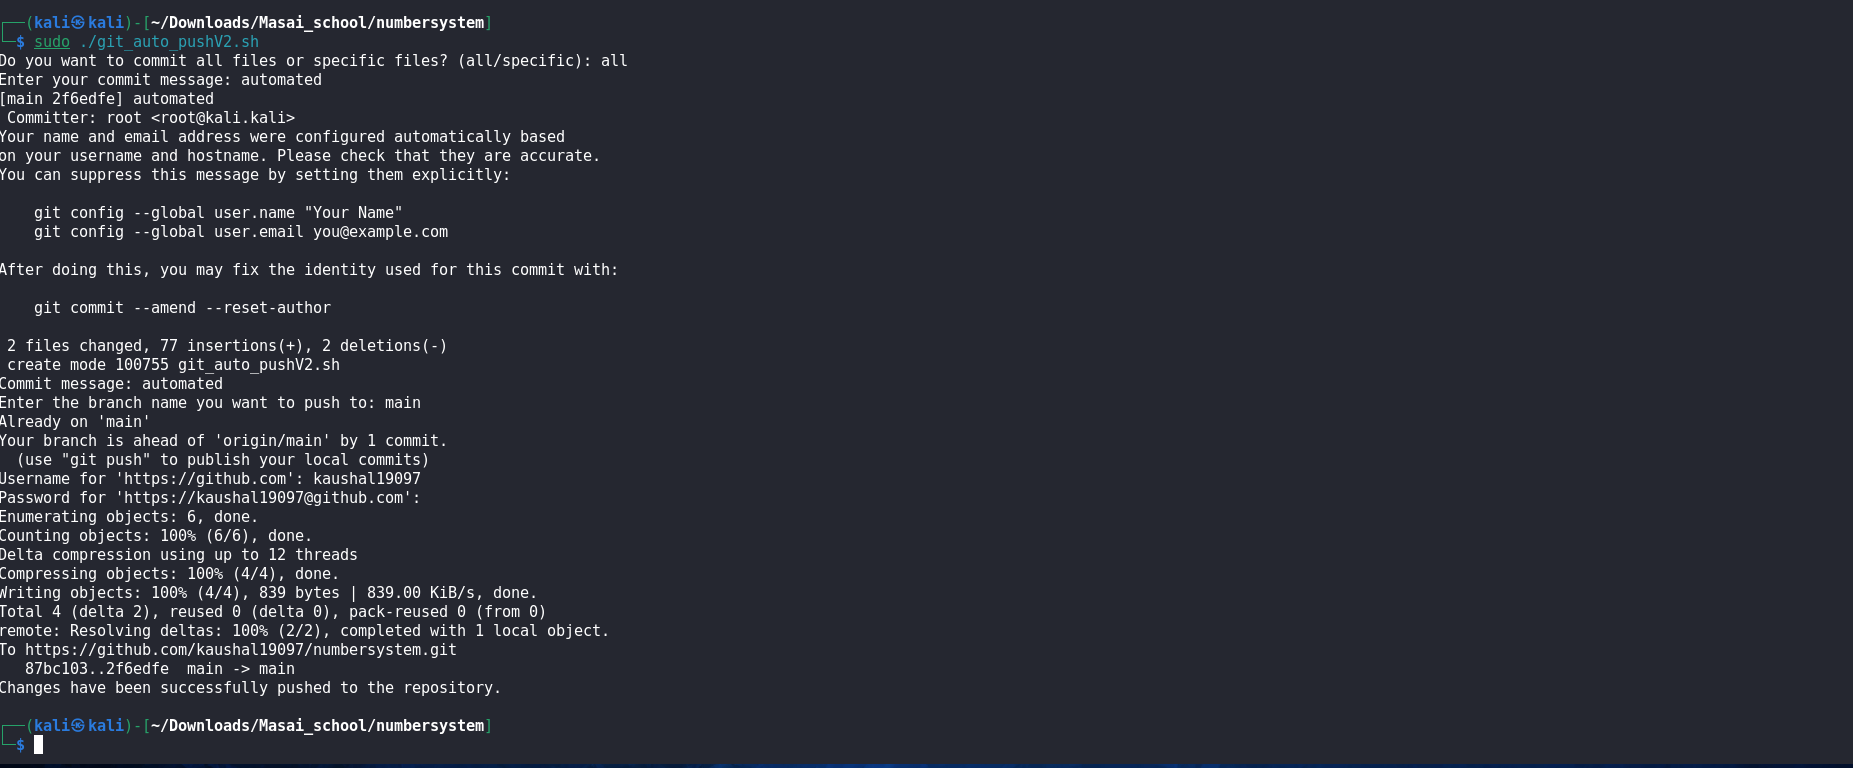 ┌──(kali㉿kali)-[~/Downloads/Masai_school/numbersystem]
└─$ sudo ./git_auto_pushV2.sh
Do you want to commit all files or specific files? (all/specific): all
Enter your commit message: automated
[main 2f6edfe] automated
 Committer: root <root@kali.kali>
Your name and email address were configured automatically based
on your username and hostname. Please check that they are accurate.
You can suppress this message by setting them explicitly:

    git config --global user.name "Your Name"
    git config --global user.email you@example.com

After doing this, you may fix the identity used for this commit with:

    git commit --amend --reset-author

 2 files changed, 77 insertions(+), 2 deletions(-)
 create mode 100755 git_auto_pushV2.sh
Commit message: automated
Enter the branch name you want to push to: main
Already on 'main'
Your branch is ahead of 'origin/main' by 1 commit.
  (use "git push" to publish your local commits)
Username for 'https://github.com': kaushal19097
Password for 'https://kaushal19097@github.com':
Enumerating objects: 6, done.
Counting objects: 100% (6/6), done.
Delta compression using up to 12 threads
Compressing objects: 100% (4/4), done.
Writing objects: 100% (4/4), 839 bytes | 839.00 KiB/s, done.
Total 4 (delta 2), reused 0 (delta 0), pack-reused 0 (from 0)
remote: Resolving deltas: 100% (2/2), completed with 1 local object.
To https://github.com/kaushal19097/numbersystem.git
   87bc103..2f6edfe  main -> main
Changes have been successfully pushed to the repository.

┌──(kali㉿kali)-[~/Downloads/Masai_school/numbersystem]
└─$